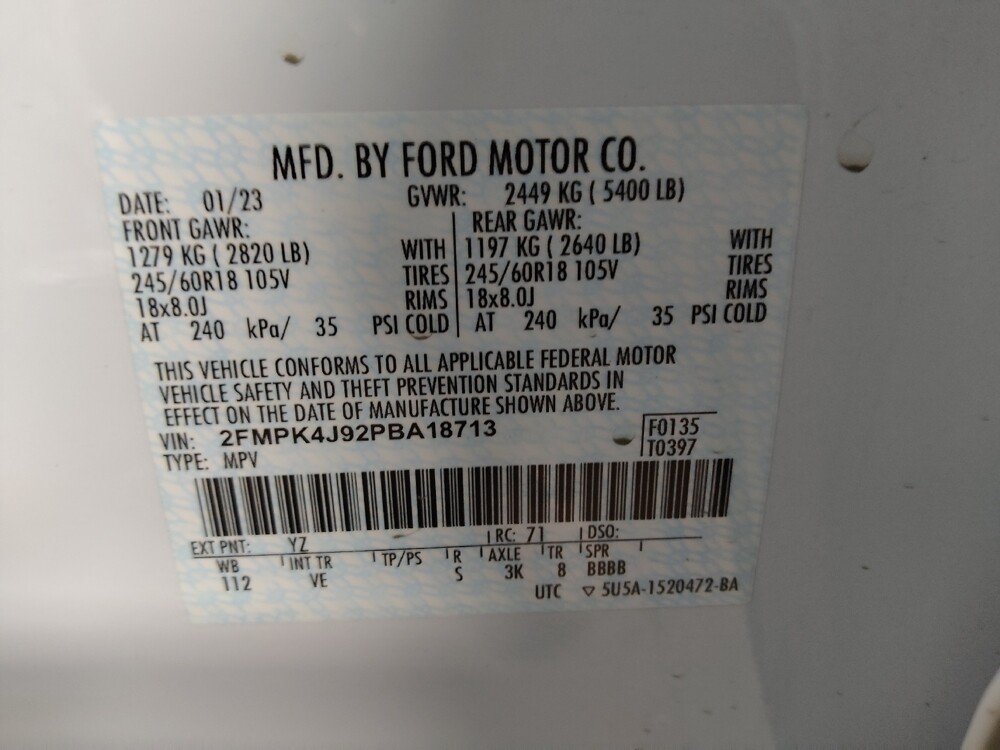 MFD. BY FORD MOTOR CO.
DATE: 01/23 GVWR: 2449 KG ( 5400 LB)
FRONT GAWR: REAR GAWR:
1279 KG ( 2820 LB) WITH 1197 KG ( 2640 LB) WITH
245/60R18 105V TIRES 245/60R18 105V TIRES
18x8.0J RIMS 18x8.0J RIMS
AT 240 kPa/ 35 PSI COLD AT 240 kPa/ 35 PSI COLD
THIS VEHICLE CONFORMS TO ALL APPLICABLE FEDERAL MOTOR
VEHICLE SAFETY AND THEFT PREVENTION STANDARDS IN
EFFECT ON THE DATE OF MANUFACTURE SHOWN ABOVE.
VIN: 2FMPK4J92PBA18713 F0135
TYPE: MPV T0397
EXT PNT: YZ RC: 71 DSO:
WB INT TR TP/PS R AXLE TR SPR
112 VE S 3K 8 BBBB
UTC ▽ 5U5A-1520472-BA